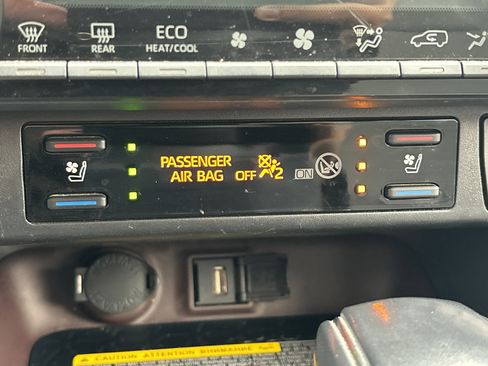 FRONT
REAR
ECO
HEAT/COOL
PASSENGER
AIR BAG OFF 2 ON
CAUTION ATTENTION